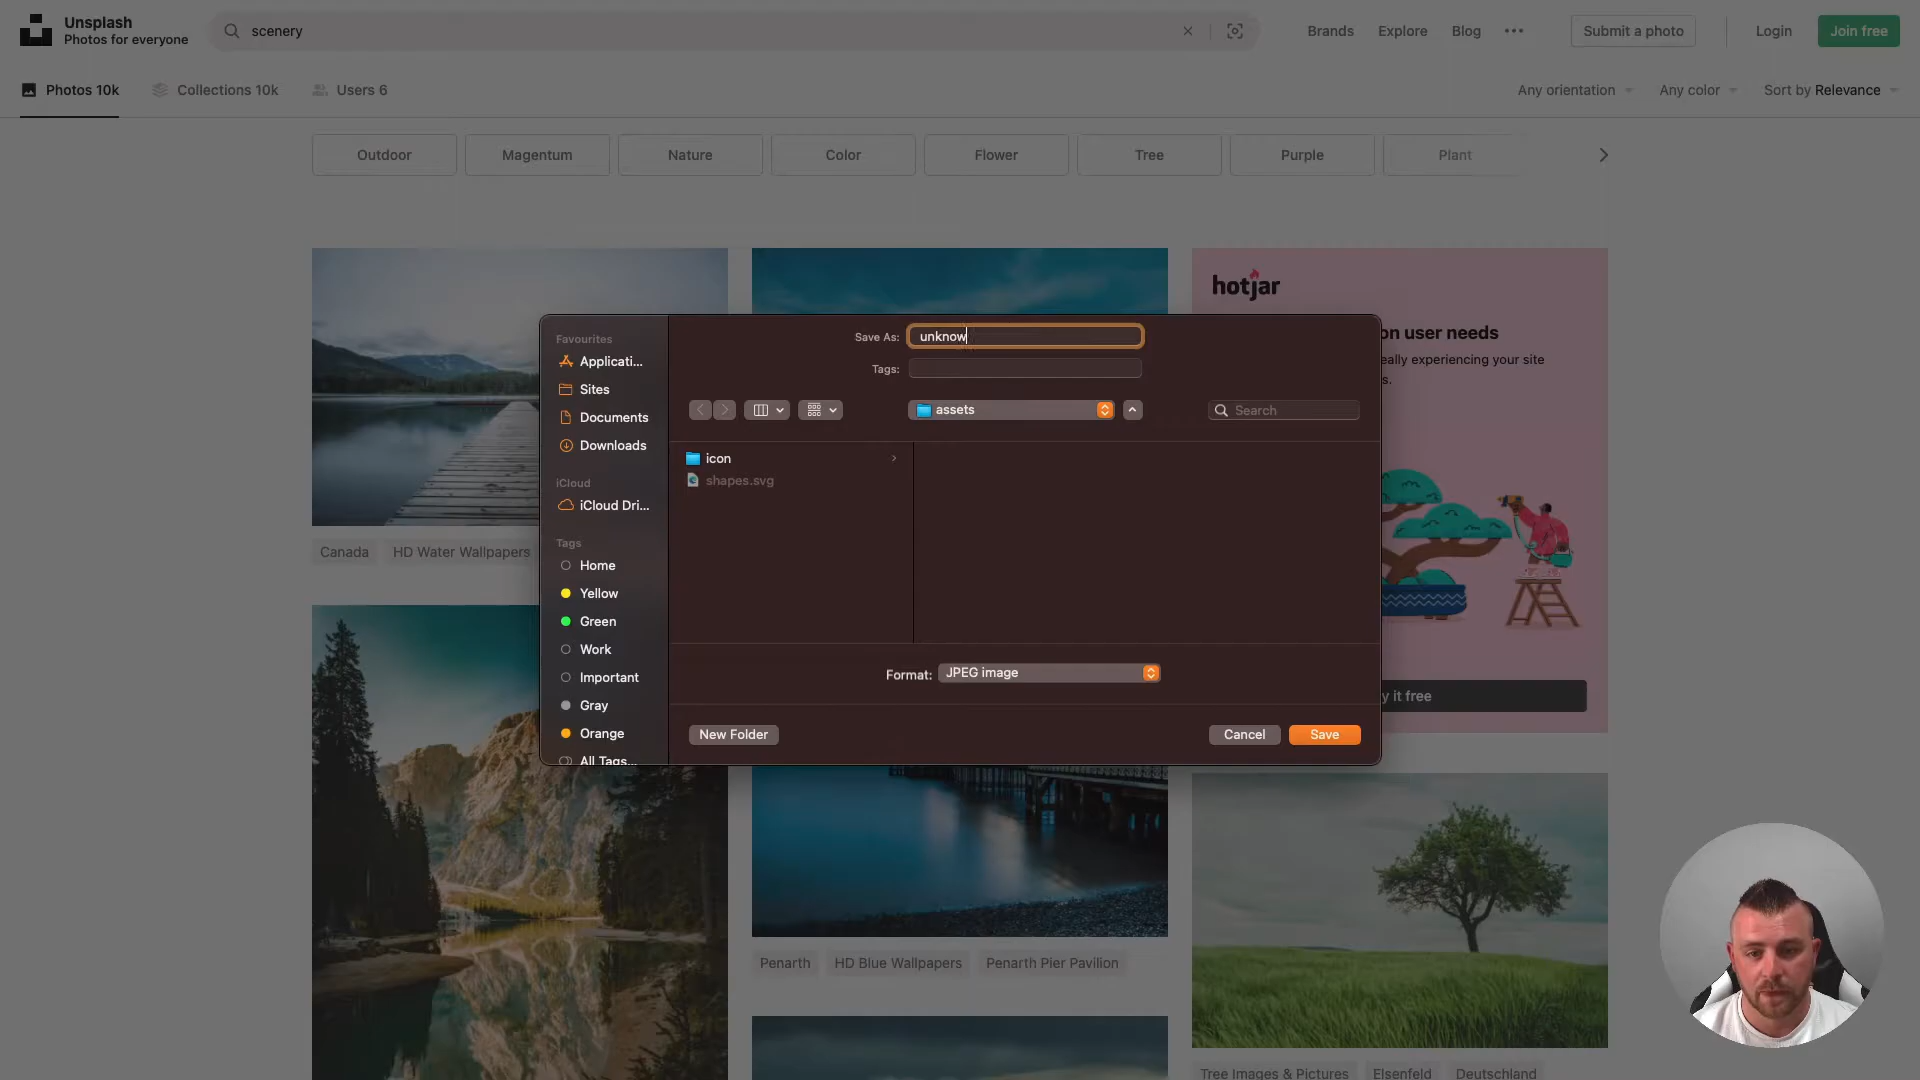 Unsplash
Photos for everyone
scenery
Brands
Explore
Blog
Submit a photo
Login
Join free
Photos 10k
Collections 10k
Users 6
Any orientation
Any color
Sort by Relevance
Outdoor
Magentum
Nature
Color
Flower
Tree
Purple
Plant
hotjar
on user needs
eally experiencing your site
s.
y it free
Favourites
Applicati...
Sites
Documents
Downloads
iCloud
iCloud Dri...
Tags
Home
Yellow
Green
Work
Important
Gray
Orange
All Tags...
Save As:
unknow
Tags:
assets
Search
icon
shapes.svg
Format:
JPEG image
New Folder
Cancel
Save
Canada
HD Water Wallpapers
Penarth
HD Blue Wallpapers
Penarth Pier Pavilion
Tree Images & Pictures
Elsenfeld
Deutschland